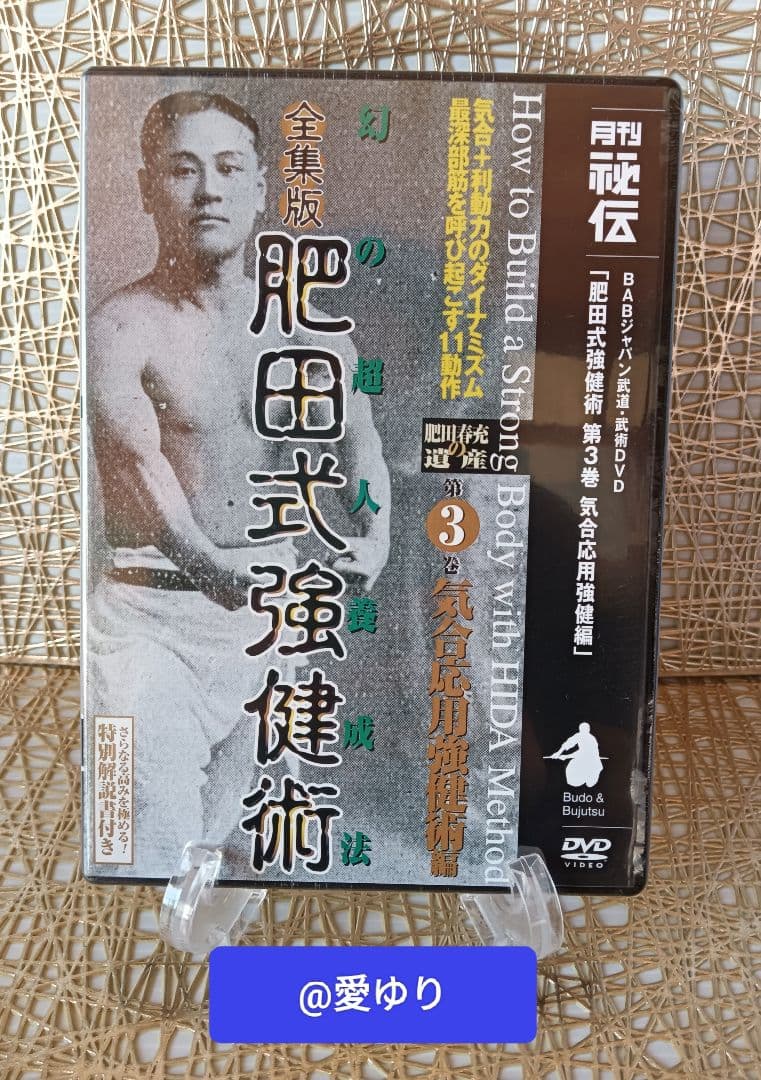 月刊
秘伝
BABジャパン武道・武術DVD
「肥田式強健術 第3巻 気合応用強健編」
Budo &
Bujutsu
DVD
VIDEO
How to Build a Strong Body with HIDA Method
気合+利動力のダイナミズム
最深部筋を呼び起こす11動作
肥田春充
の
遺産
第3巻
気合応用強健術編
幻の超人養成法
全集版
肥田式強健術
さらなる高みを極める!
特別解説書付き
@愛ゆり